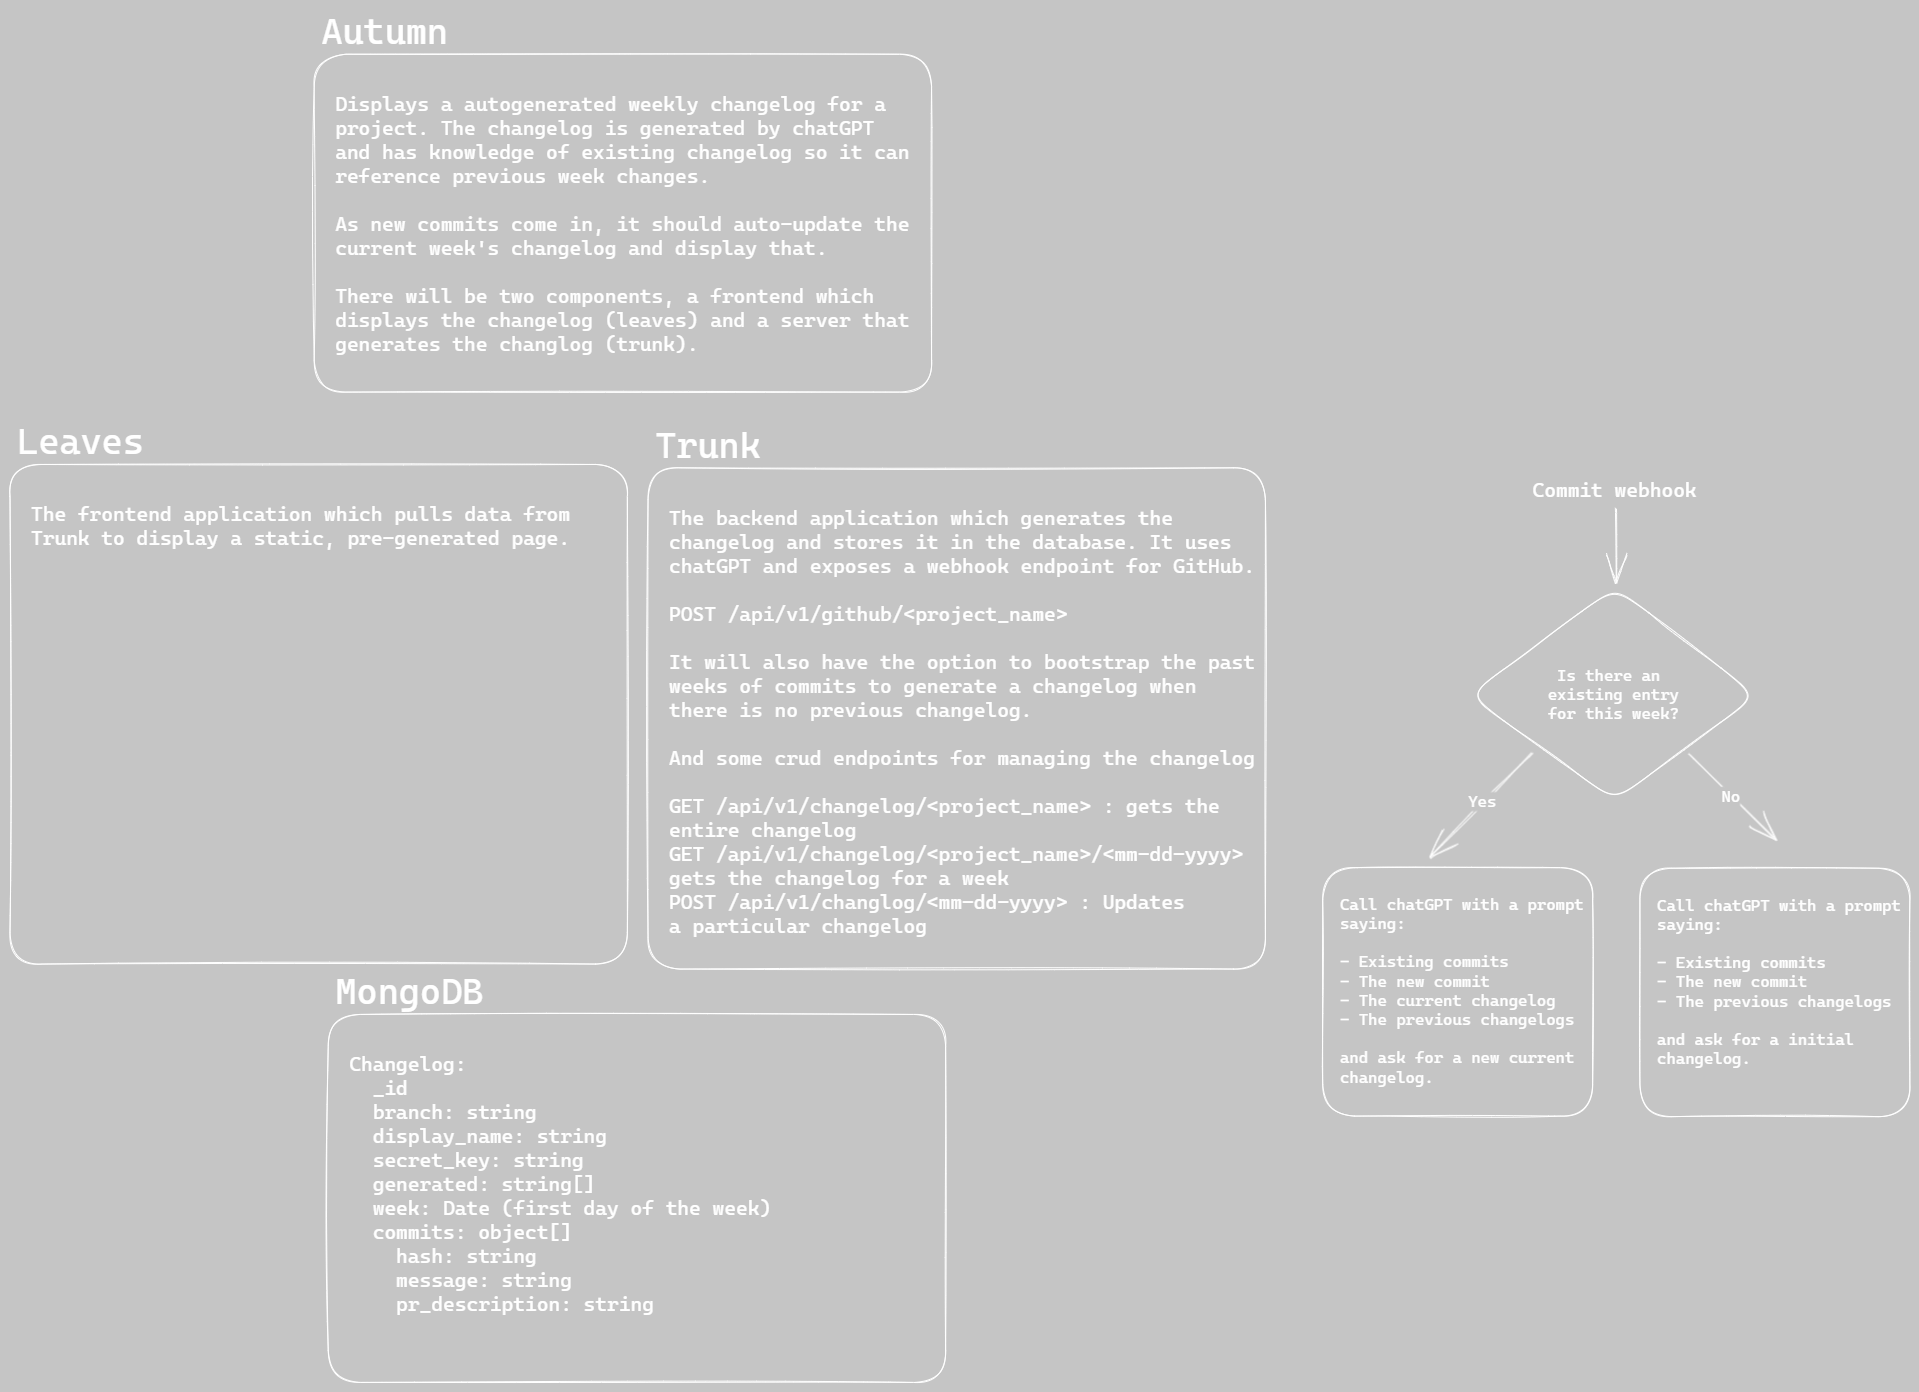 Autumn
Displays a autogenerated weekly changelog for a
project. The changelog is generated by chatGPT
and has knowledge of existing changelog so it can
reference previous week changes.
As new commits come in, it should auto-update the
current week's changelog and display that.
There will be two components, a frontend which
displays the changelog (leaves) and a server that
generates the changlog (trunk).
Leaves
The frontend application which pulls data from
Trunk to display a static, pre-generated page.
Trunk
The backend application which generates the
changelog and stores it in the database. It uses
chatGPT and exposes a webhook endpoint for GitHub.
POST /api/v1/github/<project_name>
It will also have the option to bootstrap the past
weeks of commits to generate a changelog when
there is no previous changelog.
And some crud endpoints for managing the changelog
GET /api/v1/changelog/<project_name> : gets the
entire changelog
GET /api/v1/changelog/<project_name>/<mm-dd-yyyy>
gets the changelog for a week
POST /api/v1/changlog/<mm-dd-yyyy> : Updates
a particular changelog
Commit webhook
Is there an
existing entry
for this week?
Yes
No
Call chatGPT with a prompt
saying:
- Existing commits
- The new commit
- The current changelog
- The previous changelogs
and ask for a new current
changelog.
Call chatGPT with a prompt
saying:
- Existing commits
- The new commit
- The previous changelogs
and ask for a initial
changelog.
MongoDB
Changelog:
_id
branch: string
display_name: string
secret_key: string
generated: string[]
week: Date (first day of the week)
commits: object[]
hash: string
message: string
pr_description: string